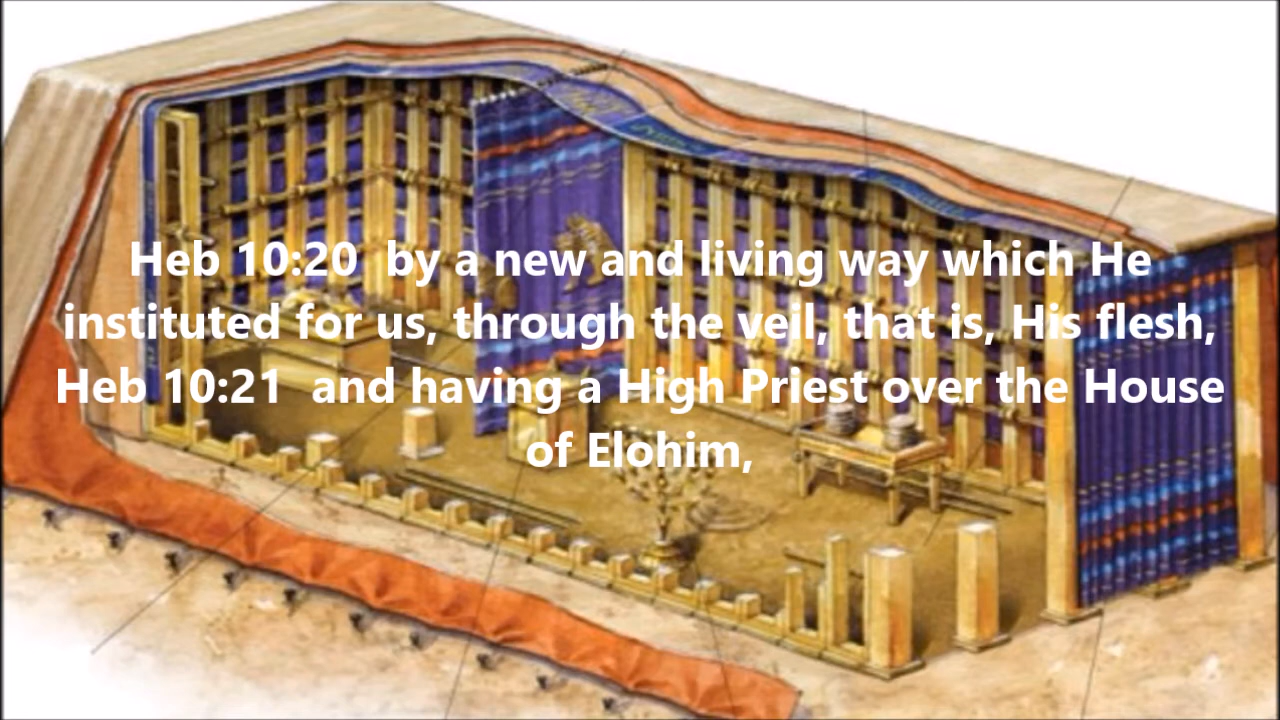 Heb 10:20  by a new and living way which He
instituted for us, through the veil, that is, His flesh,
Heb 10:21  and having a High Priest over the House
of Elohim,